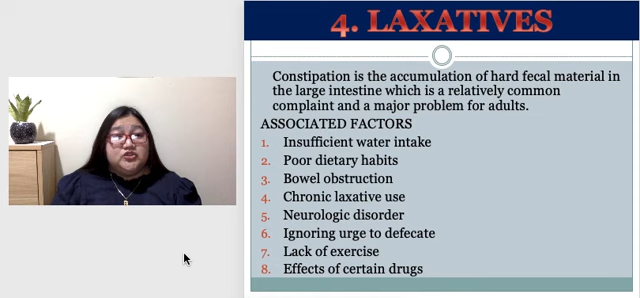 4. LAXATIVES
Constipation is the accumulation of hard fecal material in
the large intestine which is a relatively common
complaint and a major problem for adults.
ASSOCIATED FACTORS
1. Insufficient water intake
2. Poor dietary habits
3. Bowel obstruction
4. Chronic laxative use
5. Neurologic disorder
6. Ignoring urge to defecate
7. Lack of exercise
8. Effects of certain drugs